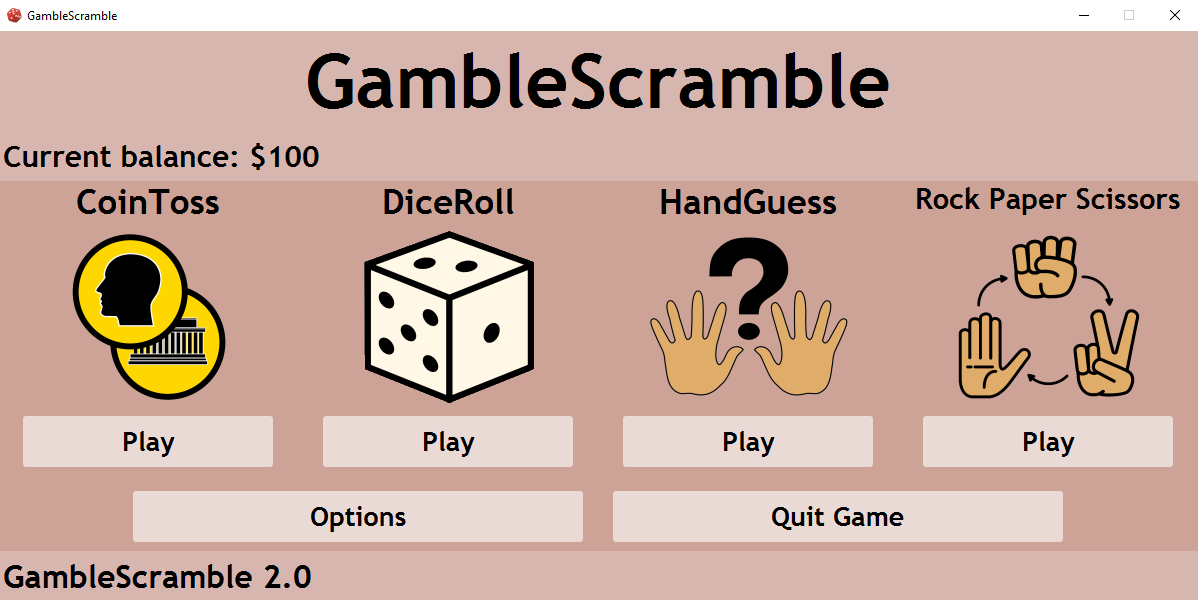 GambleScramble
GambleScramble
Current balance: $100
CoinToss
DiceRoll
HandGuess
Rock Paper Scissors
?
Play
Play
Play
Play
Options
Quit Game
GambleScramble 2.0